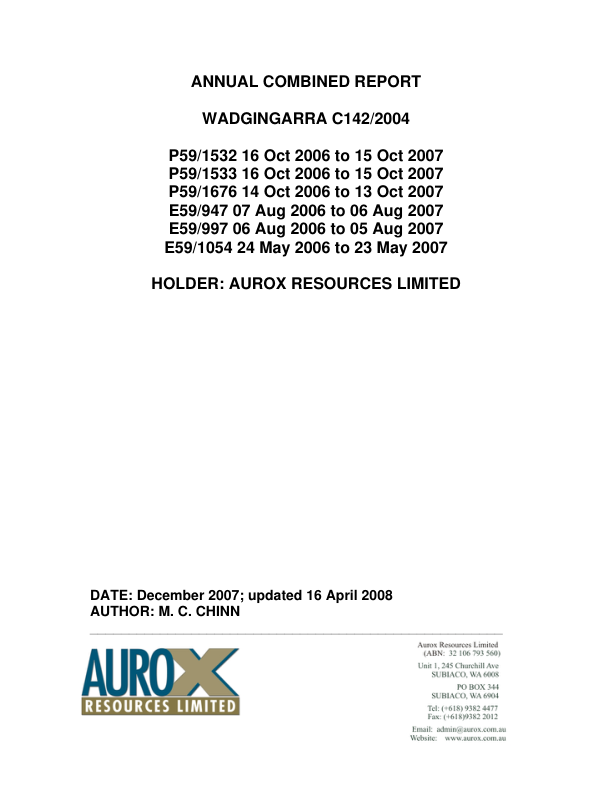 ANNUAL COMBINED REPORT
WADGINGARRA C142/2004
P59/1532 16 Oct 2006 to 15 Oct 2007
P59/1533 16 Oct 2006 to 15 Oct 2007
P59/1676 14 Oct 2006 to 13 Oct 2007
E59/947 07 Aug 2006 to 06 Aug 2007
E59/997 06 Aug 2006 to 05 Aug 2007
E59/1054 24 May 2006 to 23 May 2007
HOLDER: AUROX RESOURCES LIMITED
DATE: December 2007; updated 16 April 2008
AUTHOR: M. C. CHINN
AUROX
RESOURCES LIMITED
Aurox Resources Limited
(ABN: 32 106 793 560)
Unit 1, 245 Churchill Ave
SUBIACO, WA 6008
PO BOX 344
SUBIACO, WA 6904
Tel: (+618) 9382 4477
Fax: (+618)9382 2012
Email: admin@aurox.com.au
Website: www.aurox.com.au